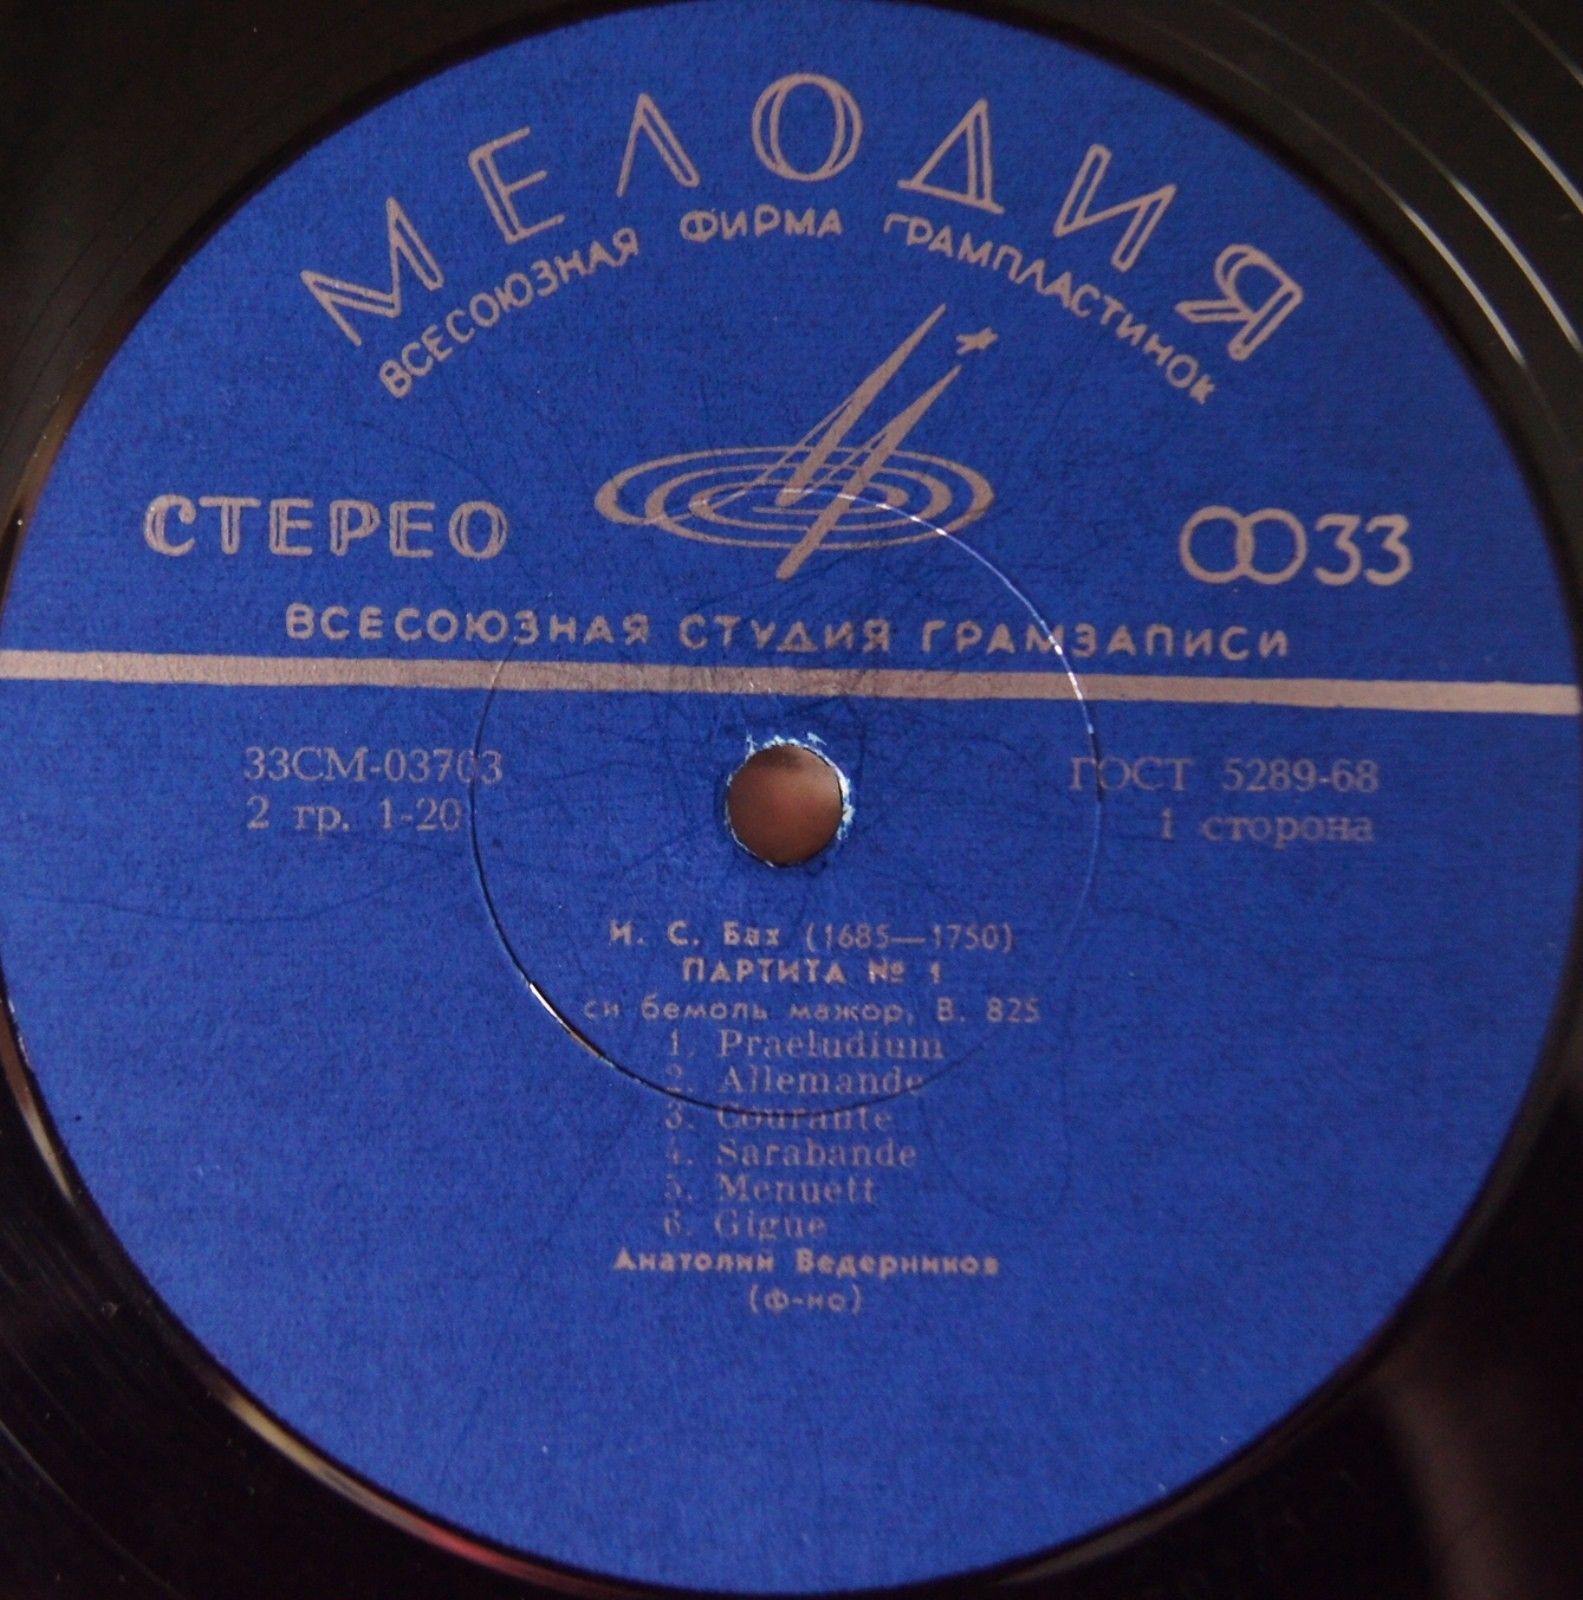 МЕЛОДИЯ
ВСЕСОЮЗНАЯ ФИРМА ГРАМПЛАСТИНОК
СТЕРЕО
33
ВСЕСОЮЗНАЯ СТУДИЯ ГРАМЗАПИСИ
33СМ-03763
ГОСТ 5289-68
2 гр. 1-20
1 сторона
И. С. Бах (1685—1750)
ПАРТИТА № 1
си бемоль мажор, В. 825
1. Praeludium
2. Allemande
3. Courante
4. Sarabande
5. Menuett
6. Gigue
Анатолий Ведерников
(ф-но)